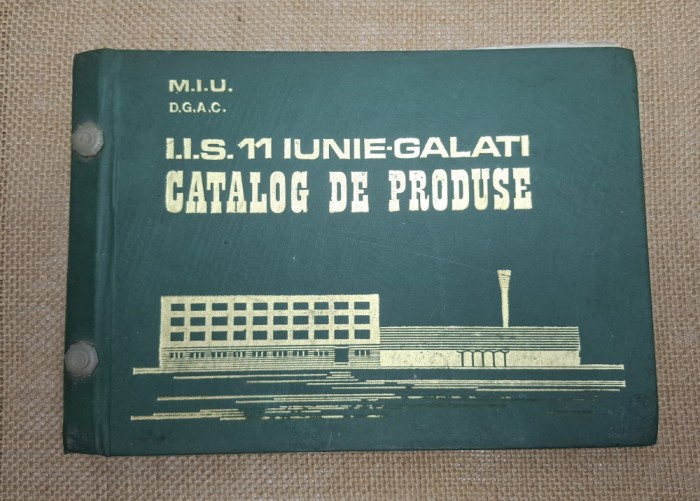 M.I.U.
D.G.A.C.
I.I.S. 11 IUNIE-GALATI
CATALOG DE PRODUSE